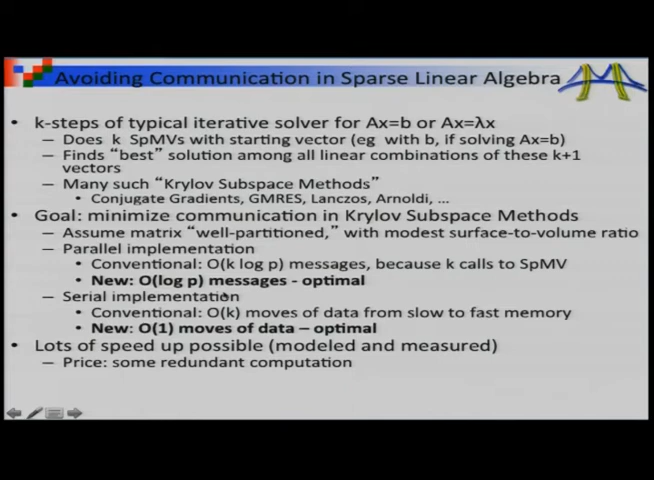 Avoiding Communication in Sparse Linear Algebra
• k-steps of typical iterative solver for Ax=b or Ax=λx
– Does k SpMVs with starting vector (eg with b, if solving Ax=b)
– Finds “best” solution among all linear combinations of these k+1
vectors
– Many such “Krylov Subspace Methods”
• Conjugate Gradients, GMRES, Lanczos, Arnoldi, ...
• Goal: minimize communication in Krylov Subspace Methods
– Assume matrix “well-partitioned,” with modest surface-to-volume ratio
– Parallel implementation
• Conventional: O(k log p) messages, because k calls to SpMV
• New: O(log p) messages - optimal
– Serial implementation
• Conventional: O(k) moves of data from slow to fast memory
• New: O(1) moves of data – optimal
• Lots of speed up possible (modeled and measured)
– Price: some redundant computation